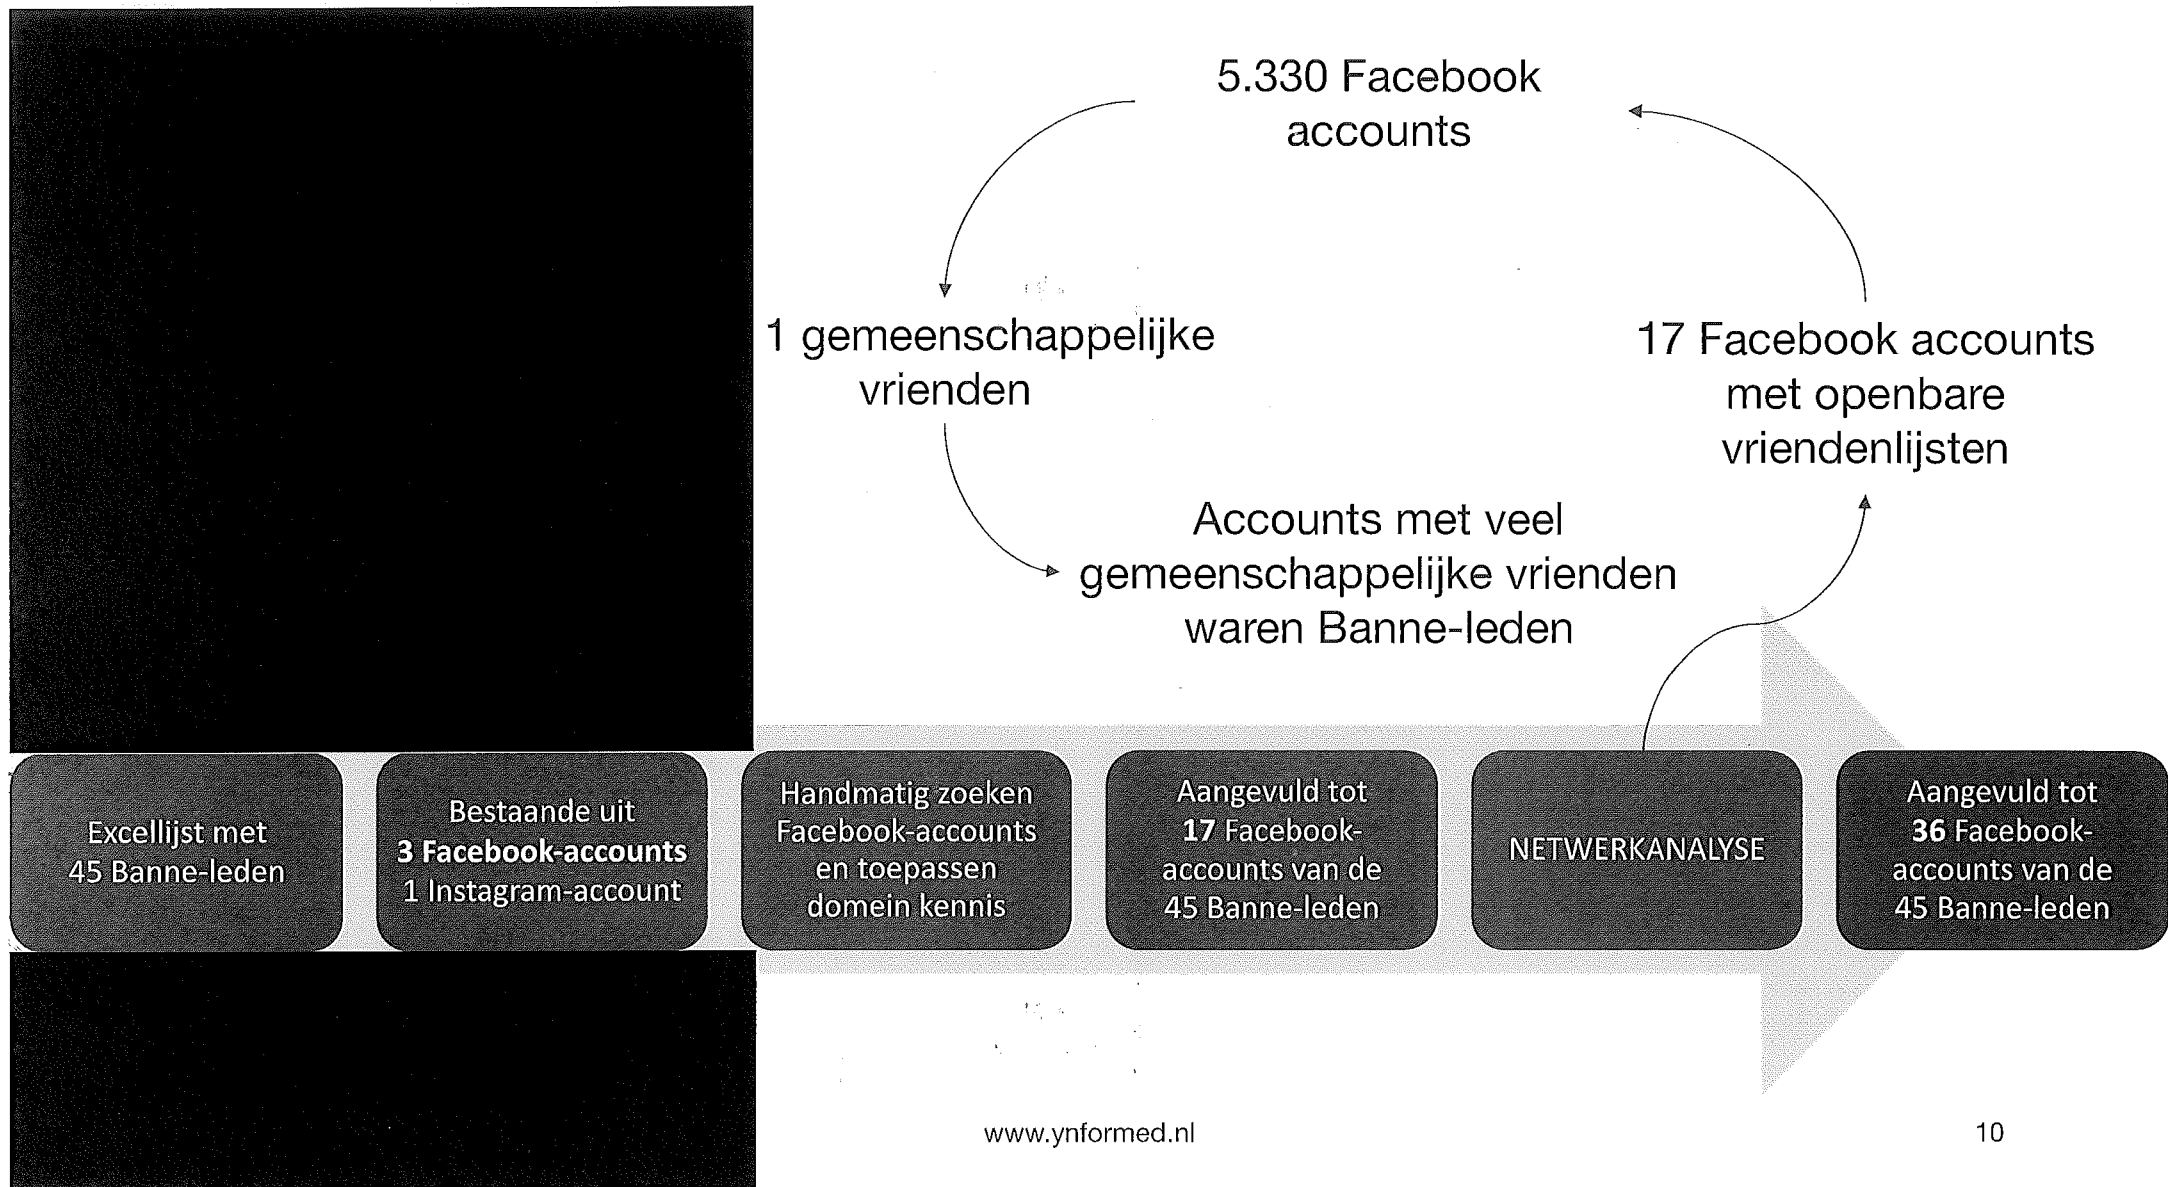 5.330 Facebook
accounts
1 gemeenschappelijke
vrienden
17 Facebook accounts
met openbare
vriendenlijsten
Accounts met veel
gemeenschappelijke vrienden
waren Banne-leden
Excellijst met
45 Banne-leden
Bestaande uit
3 Facebook-accounts
1 Instagram-account
Handmatig zoeken
Facebook-accounts
en toepassen
domein kennis
Aangevuld tot
17 Facebook-
accounts van de
45 Banne-leden
NETWERKANALYSE
Aangevuld tot
36 Facebook-
accounts van de
45 Banne-leden
www.ynformed.nl
10